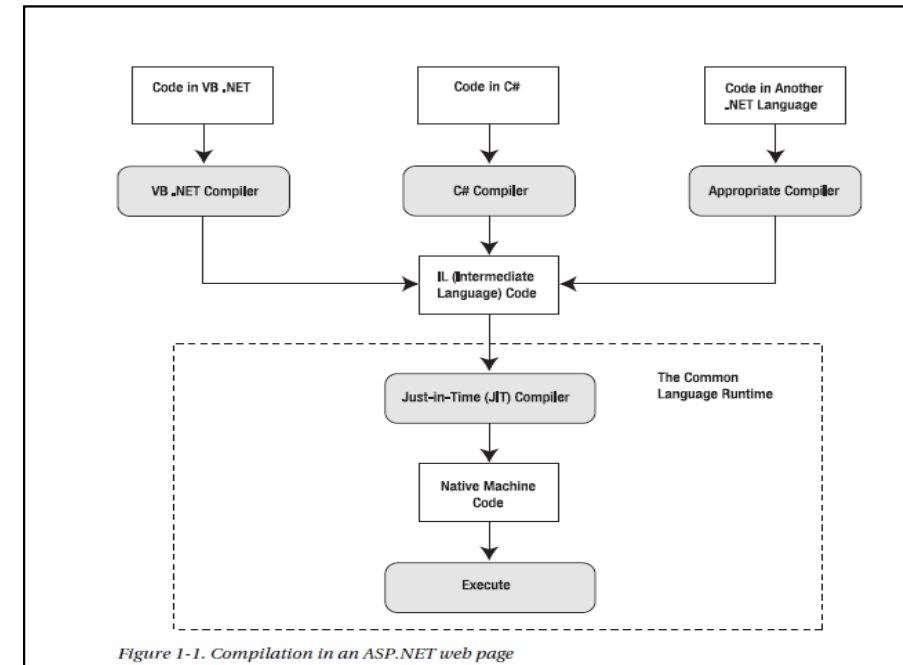 Code in VB .NET
Code in C#
Code in Another
.NET Language
VB .NET Compiler
C# Compiler
Appropriate Compiler
IL (Intermediate
Language) Code
The Common
Language Runtime
Just-in-Time (JIT) Compiler
Native Machine
Code
Execute
Figure 1-1. Compilation in an ASP.NET web page